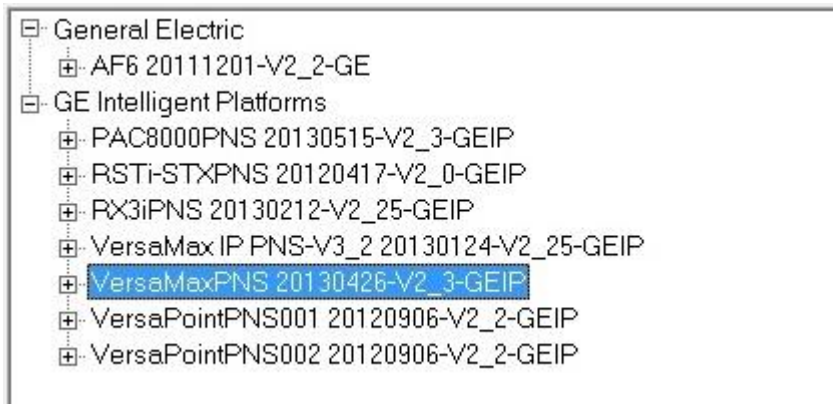 General Electric
AF6 20111201-V2_2-GE
GE Intelligent Platforms
PAC8000PNS 20130515-V2_3-GEIP
RSTi-STXPNS 20120417-V2_0-GEIP
RX3iPNS 20130212-V2_25-GEIP
VersaMax IP PNS-V3_2 20130124-V2_25-GEIP
VersaMaxPNS 20130426-V2_3-GEIP
VersaPointPNS001 20120906-V2_2-GEIP
VersaPointPNS002 20120906-V2_2-GEIP